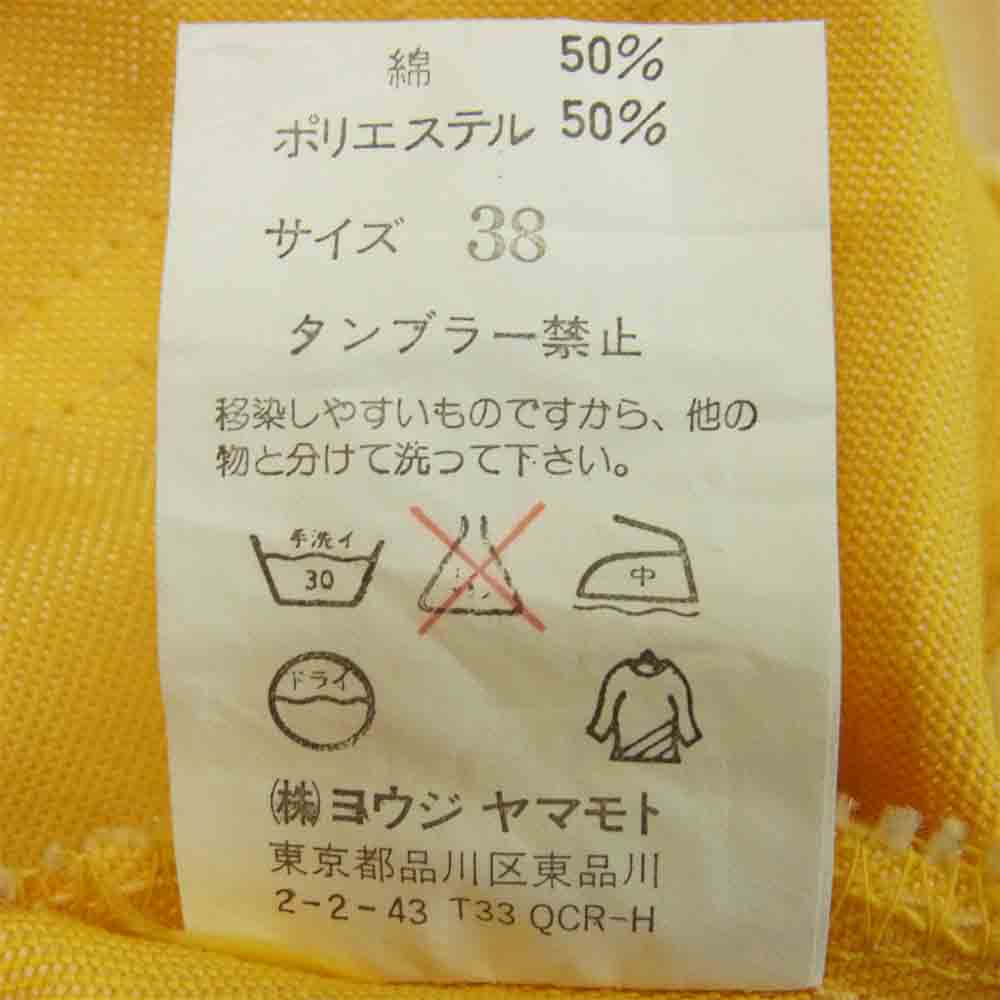 綿 50%
ポリエステル 50%
サイズ 38
タンブラー禁止
移染しやすいものですから、他の
物と分けて洗って下さい。
手洗イ
30
中
ドライ
㈱ヨウジ ヤマモト
東京都品川区東品川
2-2-43 T33 QCR-H